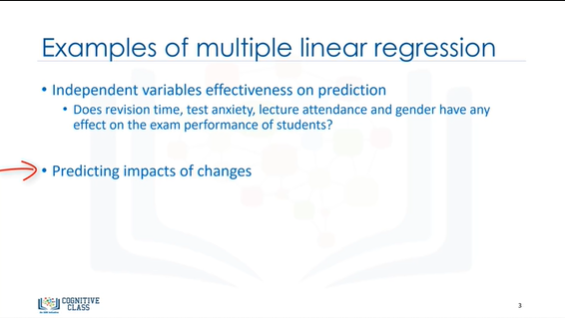 Examples of multiple linear regression
• Independent variables effectiveness on prediction
• Does revision time, test anxiety, lecture attendance and gender have any
effect on the exam performance of students?
• Predicting impacts of changes
COGNITIVE
CLASS
3